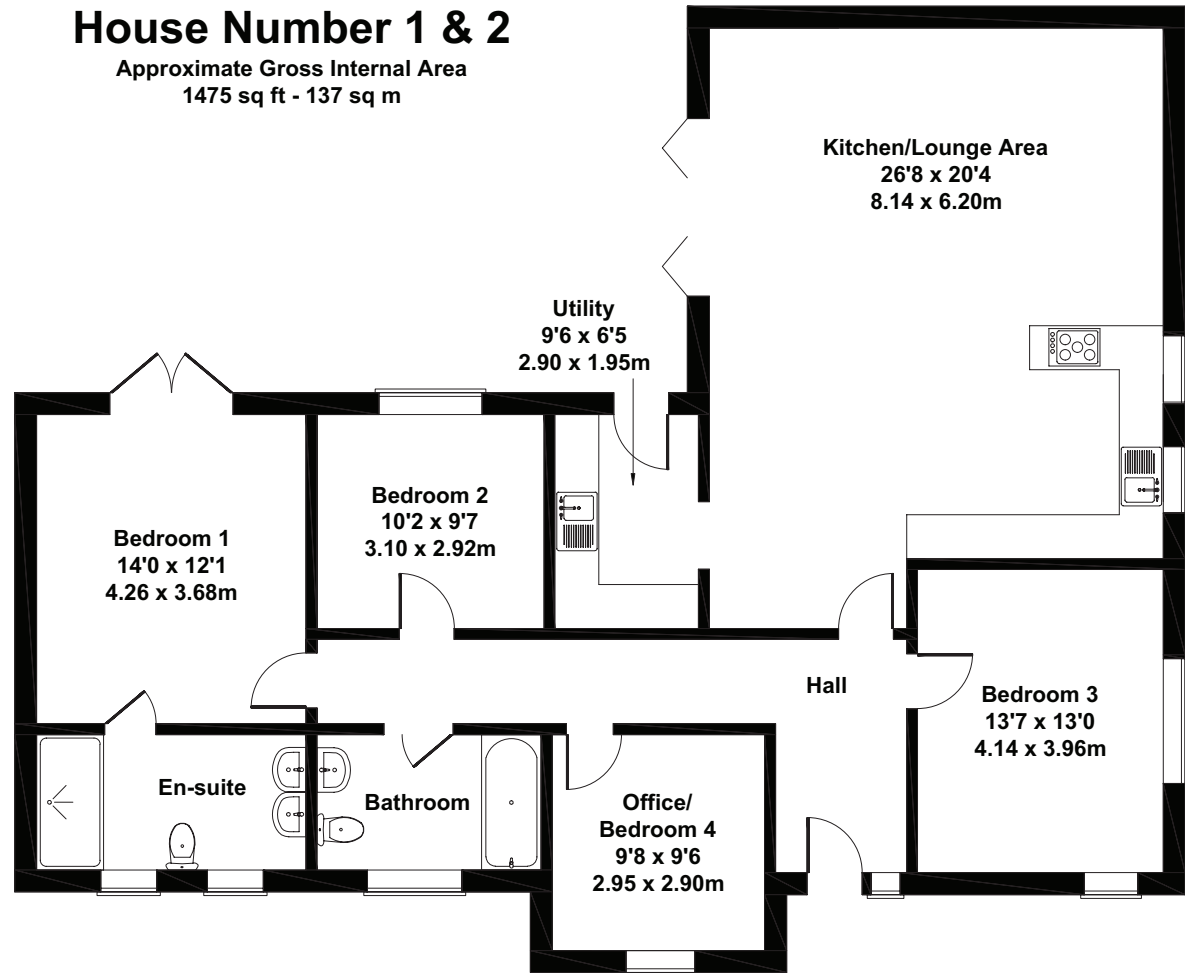 House Number 1 & 2
Approximate Gross Internal Area
1475 sq ft - 137 sq m
Kitchen/Lounge Area
26'8 x 20'4
8.14 x 6.20m
Utility
9'6 x 6'5
2.90 x 1.95m
Bedroom 2
10'2 x 9'7
3.10 x 2.92m
Bedroom 1
14'0 x 12'1
4.26 x 3.68m
Hall
Bedroom 3
13'7 x 13'0
4.14 x 3.96m
En-suite
Bathroom
Office/
Bedroom 4
9'8 x 9'6
2.95 x 2.90m